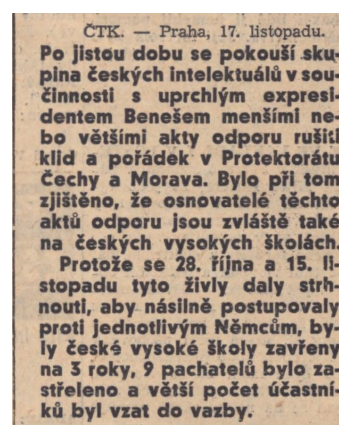 ČTK. — Praha, 17. listopadu.
Po jistou dobu se pokouší sku-
pina českých intelektuálů v sou-
činnosti s uprchlým expresi-
dentem Benešem menšími ne-
bo většími akty odporu rušiti
klid a pořádek v Protektorátu
Čechy a Morava. Bylo při tom
zjištěno, že osnovatelé těchto
aktů odporu jsou zvláště také
na českých vysokých školách.
Protože se 28. října a 15. li-
stopadu tyto živly daly strh-
nouti, aby násilně postupovaly
proti jednotlivým Němcům, by-
ly české vysoké školy zavřeny
na 3 roky, 9 pachatelů bylo za-
střeleno a větší počet účastní-
ků byl vzat do vazby.